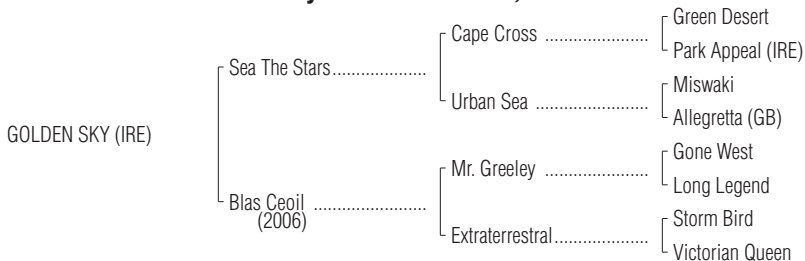 Green Desert
Cape Cross ....................
Park Appeal (IRE)
Sea The Stars....................
Miswaki
Urban Sea ......................
Allegretta (GB)
GOLDEN SKY (IRE)
Gone West
Mr. Greeley ....................
Long Legend
Blas Ceoil ......................
(2006)
Storm Bird
Extraterrestral....................
Victorian Queen